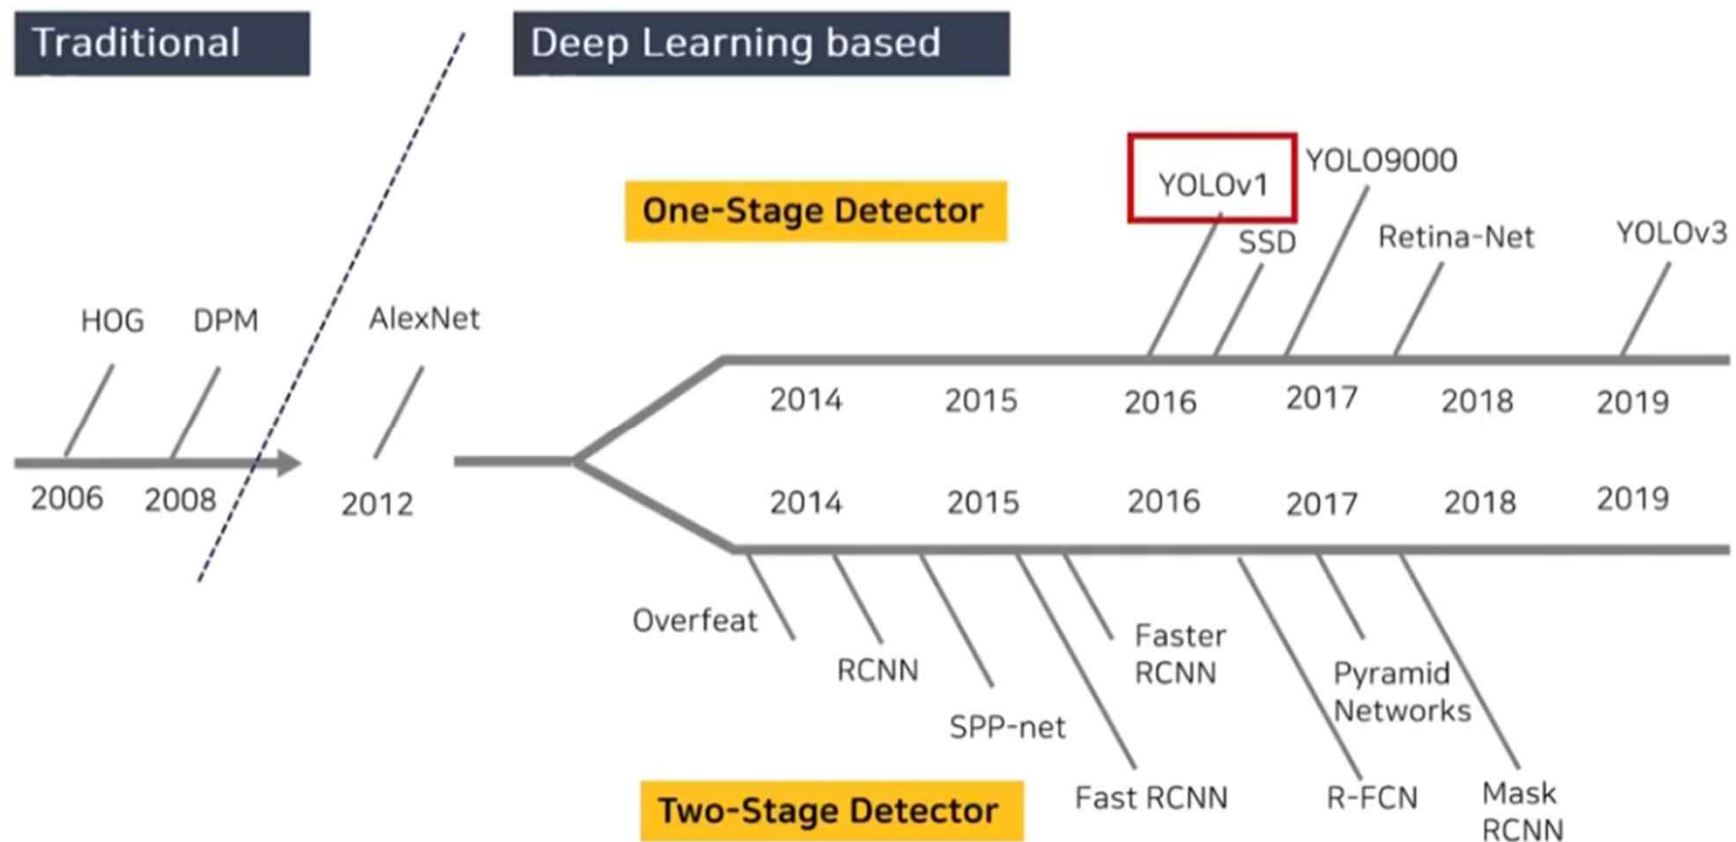 Traditional
Deep Learning based
One-Stage Detector
YOLOv1
YOLO9000
SSD
Retina-Net
YOLOv3
HOG
DPM
AlexNet
2014
2015
2016
2017
2018
2019
2006
2008
2012
2014
2015
2016
2017
2018
2019
Overfeat
RCNN
SPP-net
Fast RCNN
Faster
RCNN
Pyramid
Networks
R-FCN
Mask
RCNN
Two-Stage Detector